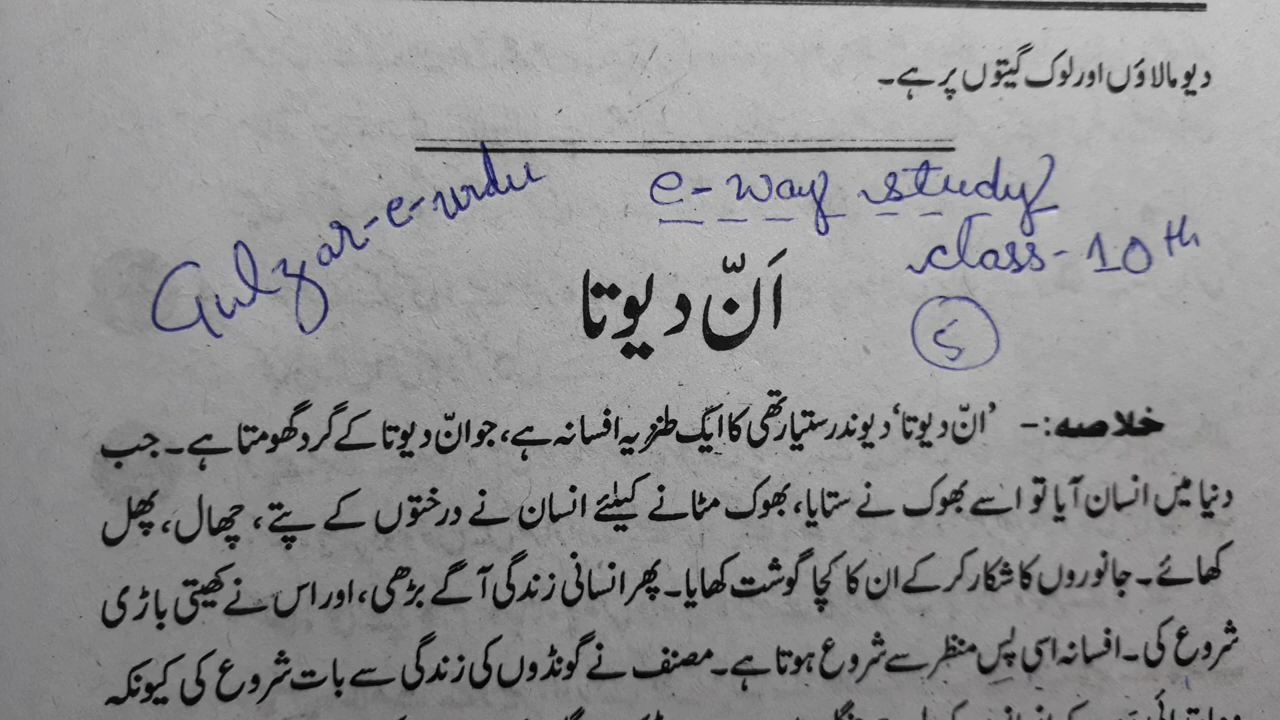 دیومالاؤں اور لوک گیتوں پر ہے۔
Gulzar-e-urdu
e-way study
class-10th
5
اَنّ دیوتا
خلاصہ:- 'انّ دیوتا' دیوندر ستیارتھی کا ایک طنزیہ افسانہ ہے، جو انّ دیوتا کے گرد گھومتا ہے۔ جب
دنیا میں انسان آیا تو اسے بھوک نے ستایا، بھوک مٹانے کیلئے انسان نے درختوں کے پتے، چھال، پھل
کھائے۔ جانوروں کا شکار کر کے ان کا کچا گوشت کھایا۔ پھر انسانی زندگی آگے بڑھی، اور اس نے کھیتی باڑی
شروع کی۔ افسانہ اسی پس منظر سے شروع ہوتا ہے۔ مصنف نے گونڈوں کی زندگی سے بات شروع کی کیونکہ